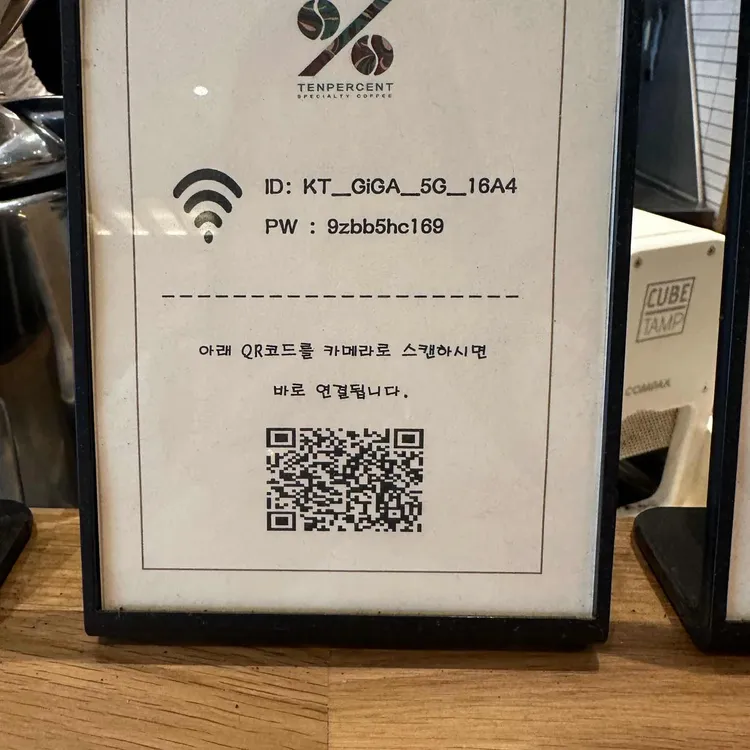 TENPERCENT
SPECIALTY COFFEE
ID: KT_GiGA_5G_16A4
PW : 9zbb5hc169
아래 QR코드를 카메라로 스캔하시면
바로 연결됩니다.
CUBE
TAMP
COMPAK